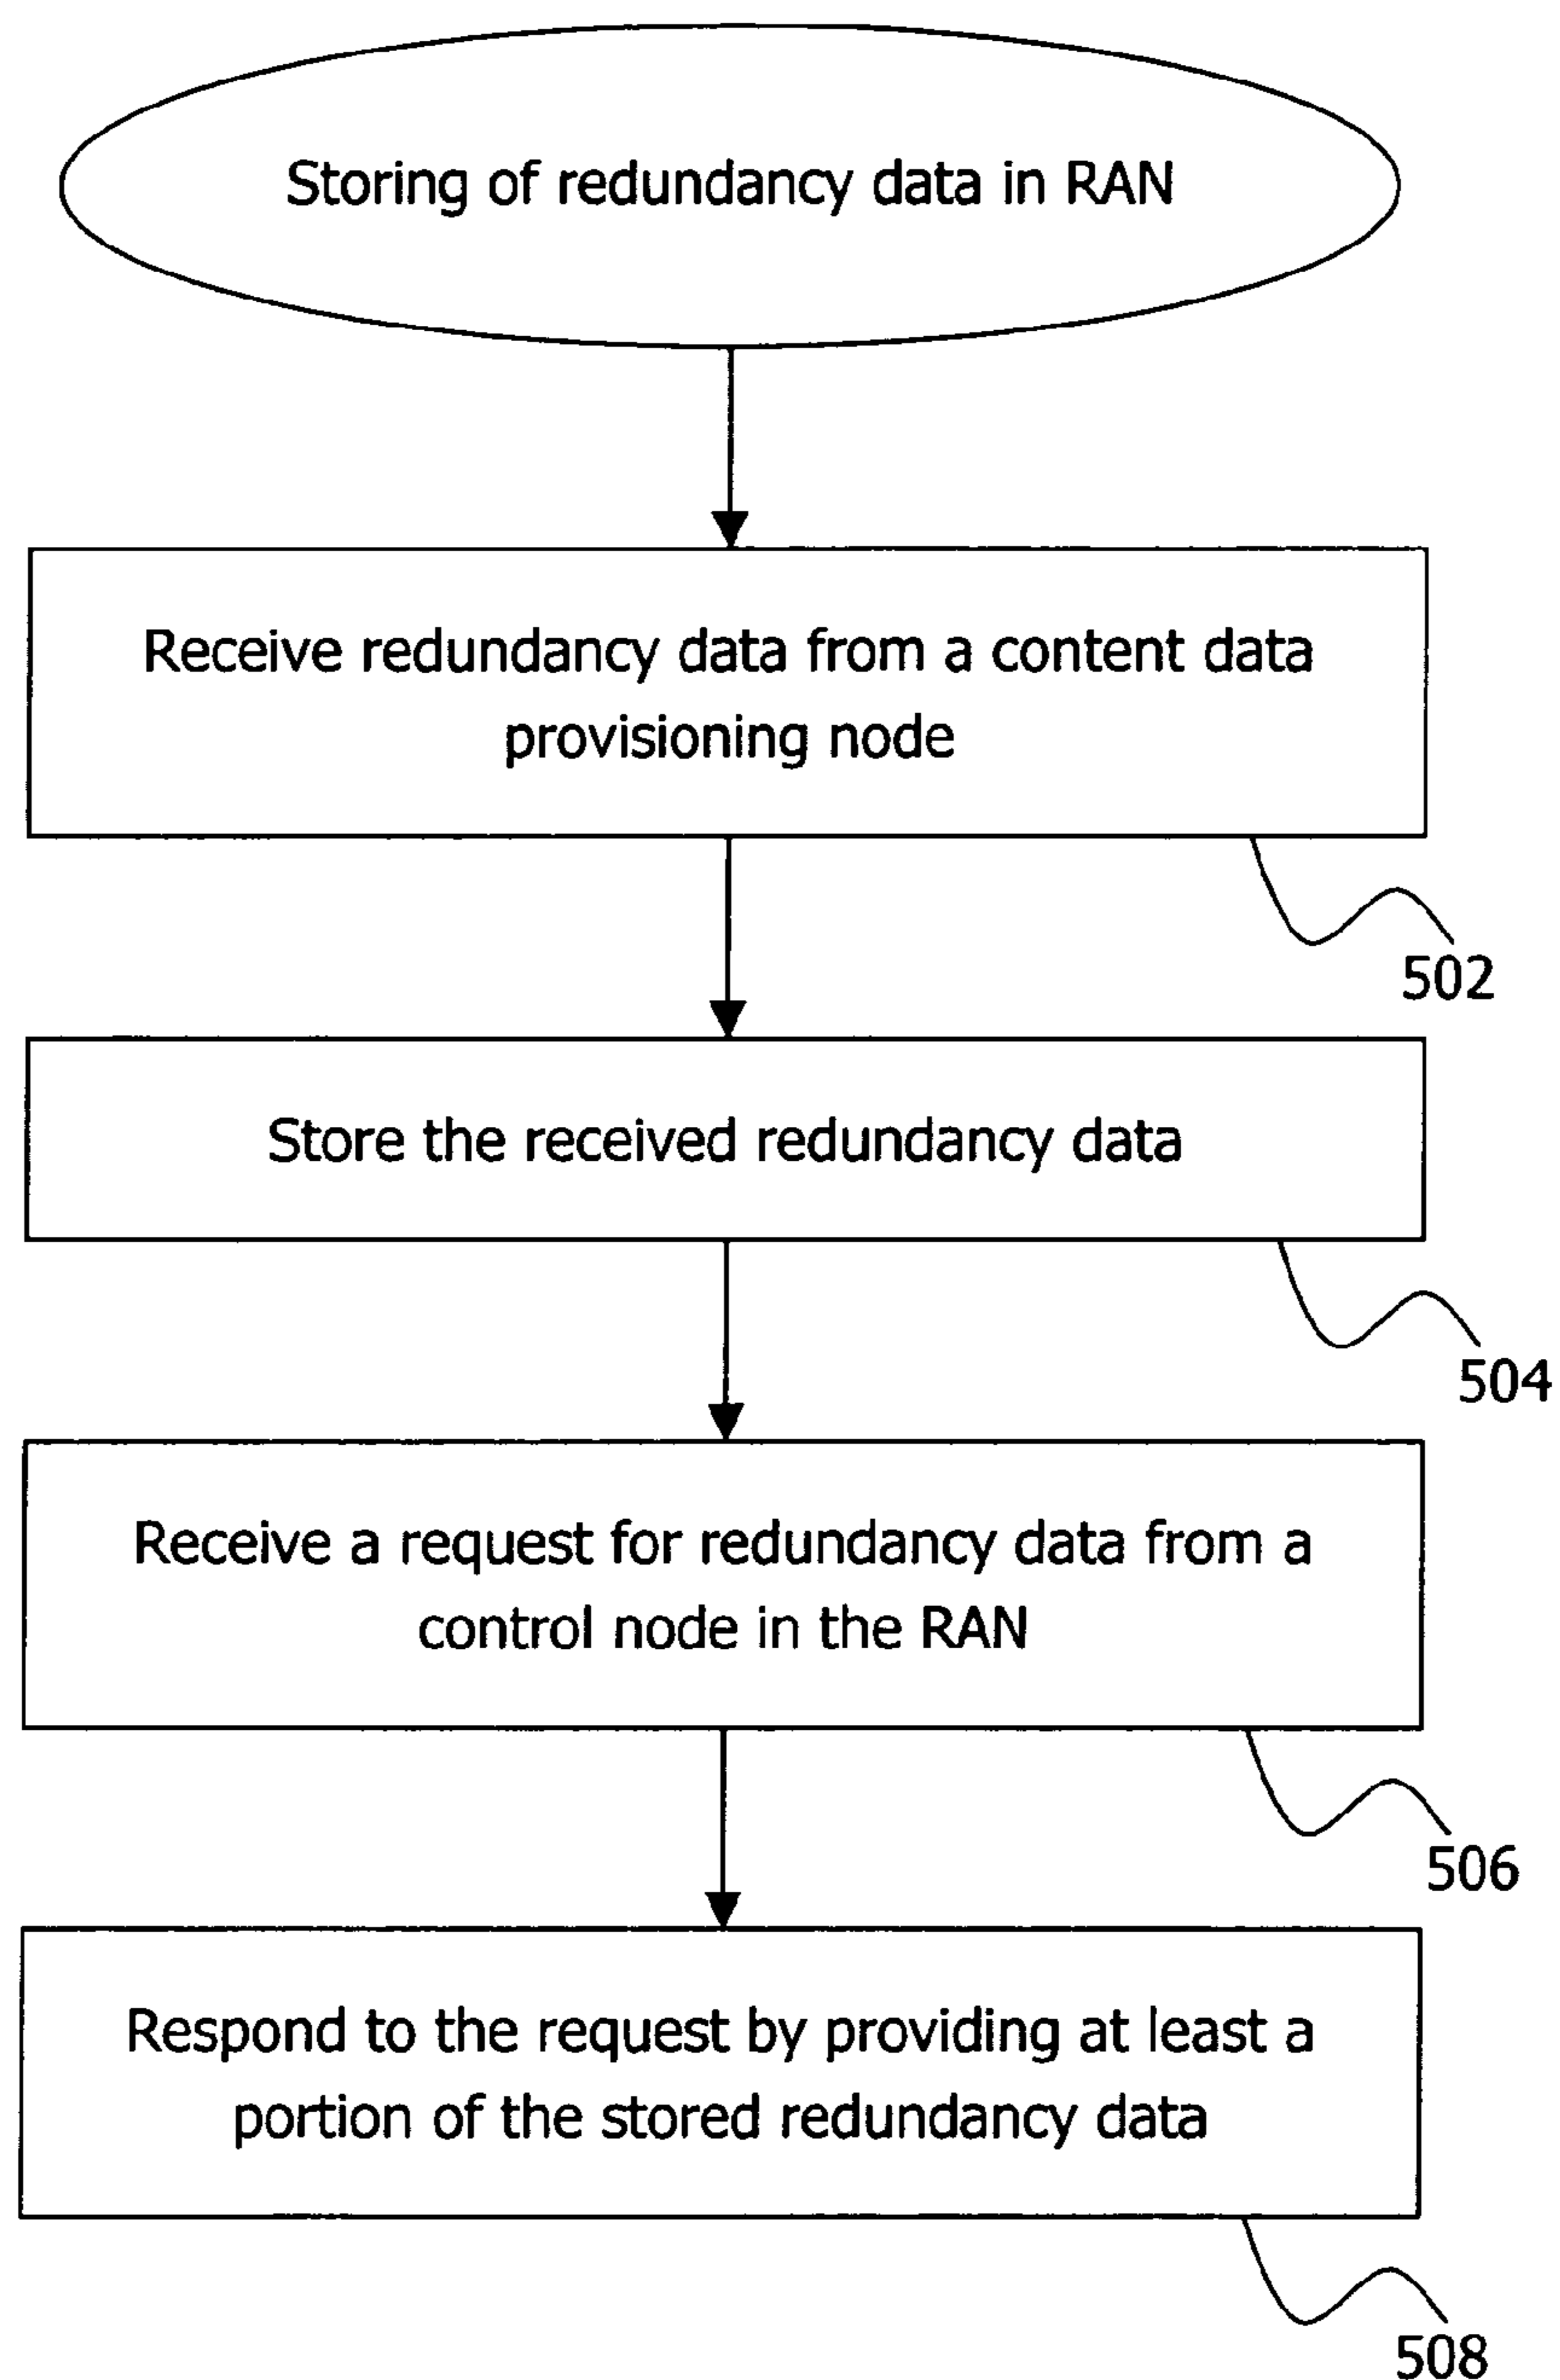 Storing of redundancy data in RAN
Receive redundancy data from a content data
provisioning node
502
Store the received redundancy data
504
Receive a request for redundancy data from a
control node in the RAN
506
Respond to the request by providing at least a
portion of the stored redundancy data
508